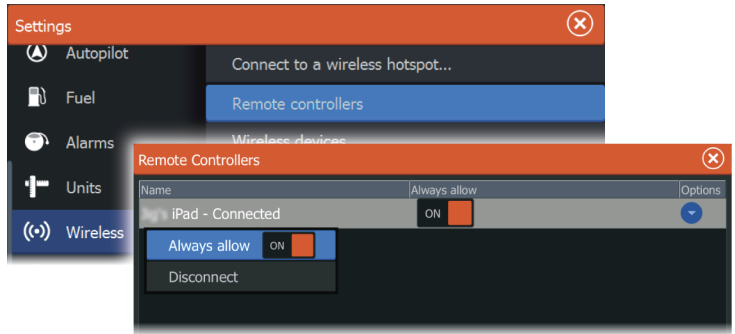 Settings
Autopilot
Fuel
Alarms
Units
Wireless
Connect to a wireless hotspot...
Remote controllers
Wireless devices
Remote Controllers
Name Always allow Options
iPad - Connected ON
Always allow ON
Disconnect